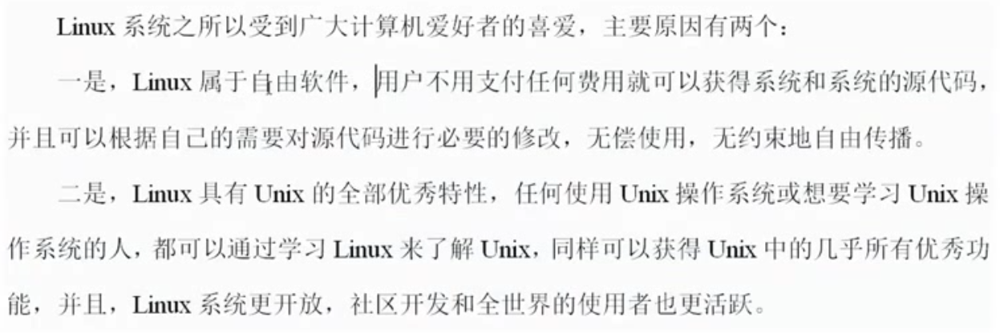 Linux 系统之所以受到广大计算机爱好者的喜爱，主要原因有两个：
一是，Linux 属于自由软件，用户不用支付任何费用就可以获得系统和系统的源代码，
并且可以根据自己的需要对源代码进行必要的修改，无偿使用，无约束地自由传播。
二是，Linux 具有 Unix 的全部优秀特性，任何使用 Unix 操作系统或想要学习 Unix 操
作系统的人，都可以通过学习 Linux 来了解 Unix，同样可以获得 Unix 中的几乎所有优秀功
能，并且，Linux 系统更开放，社区开发和全世界的使用者也更活跃。